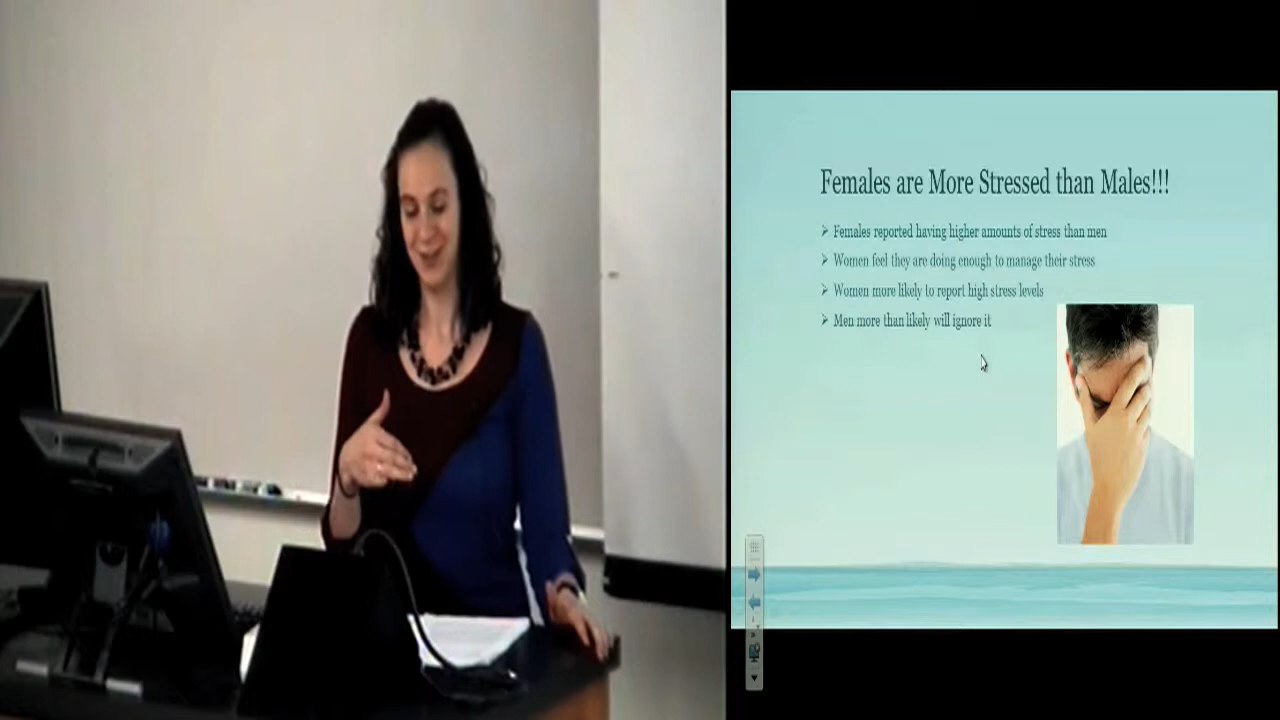 Females are More Stressed than Males!!!
Females reported having higher amounts of stress than men
Women feel they are doing enough to manage their stress
Women more likely to report high stress levels
Men more than likely will ignore it